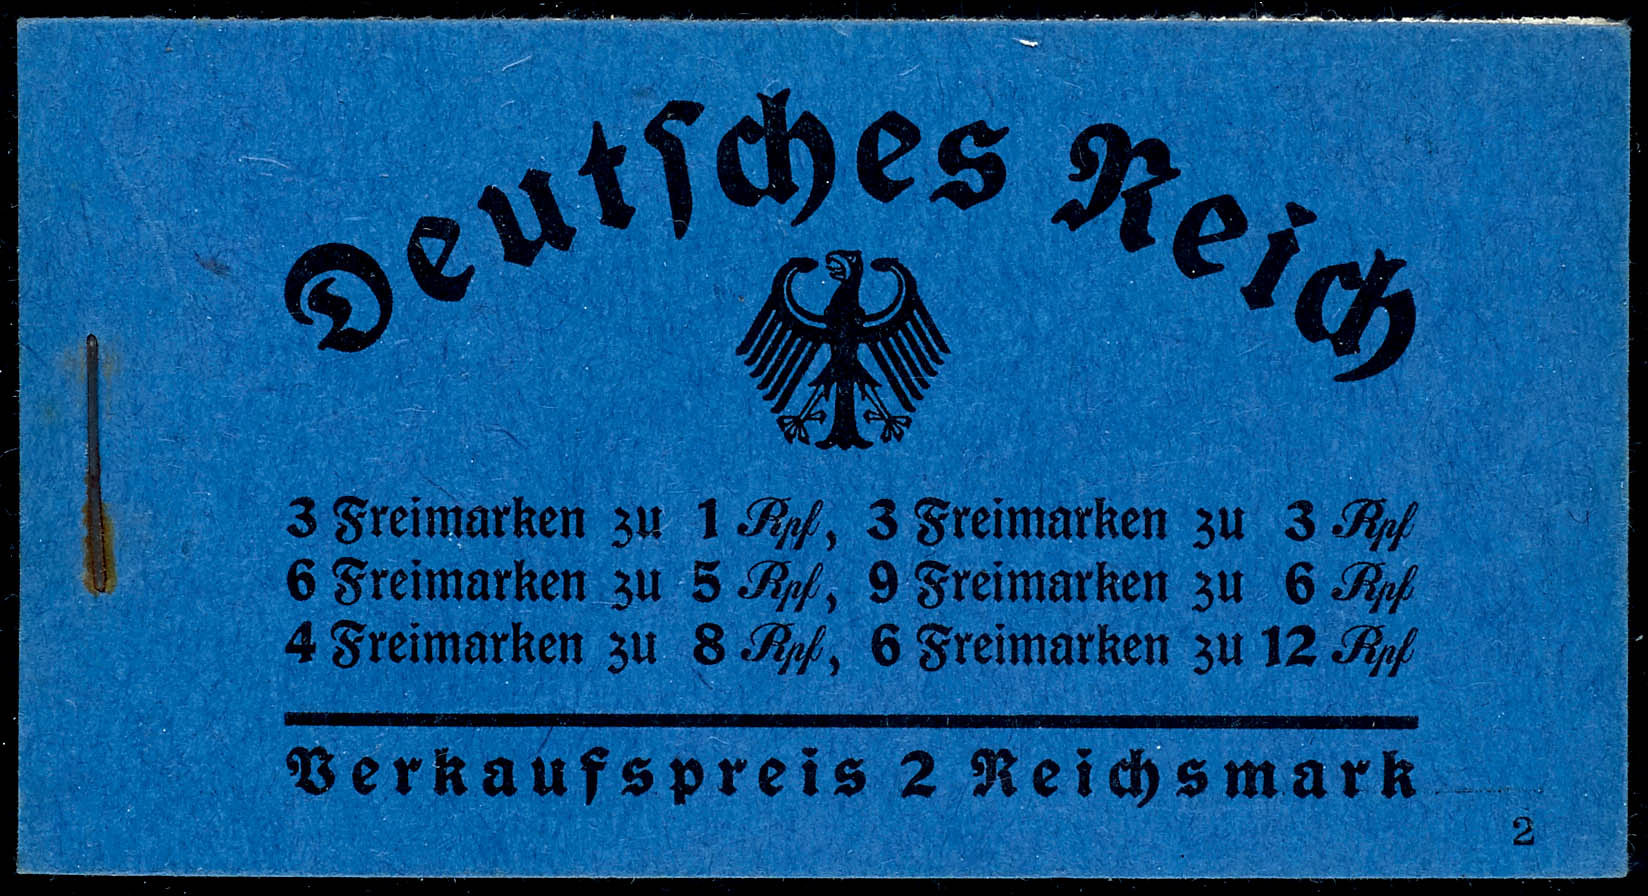 Deutſches Reich
3 Freimarken zu 1 Rpf, 3 Freimarken zu 3 Rpf
6 Freimarken zu 5 Rpf, 9 Freimarken zu 6 Rpf
4 Freimarken zu 8 Rpf, 6 Freimarken zu 12 Rpf
Verkaufspreis 2 Reichsmark
2